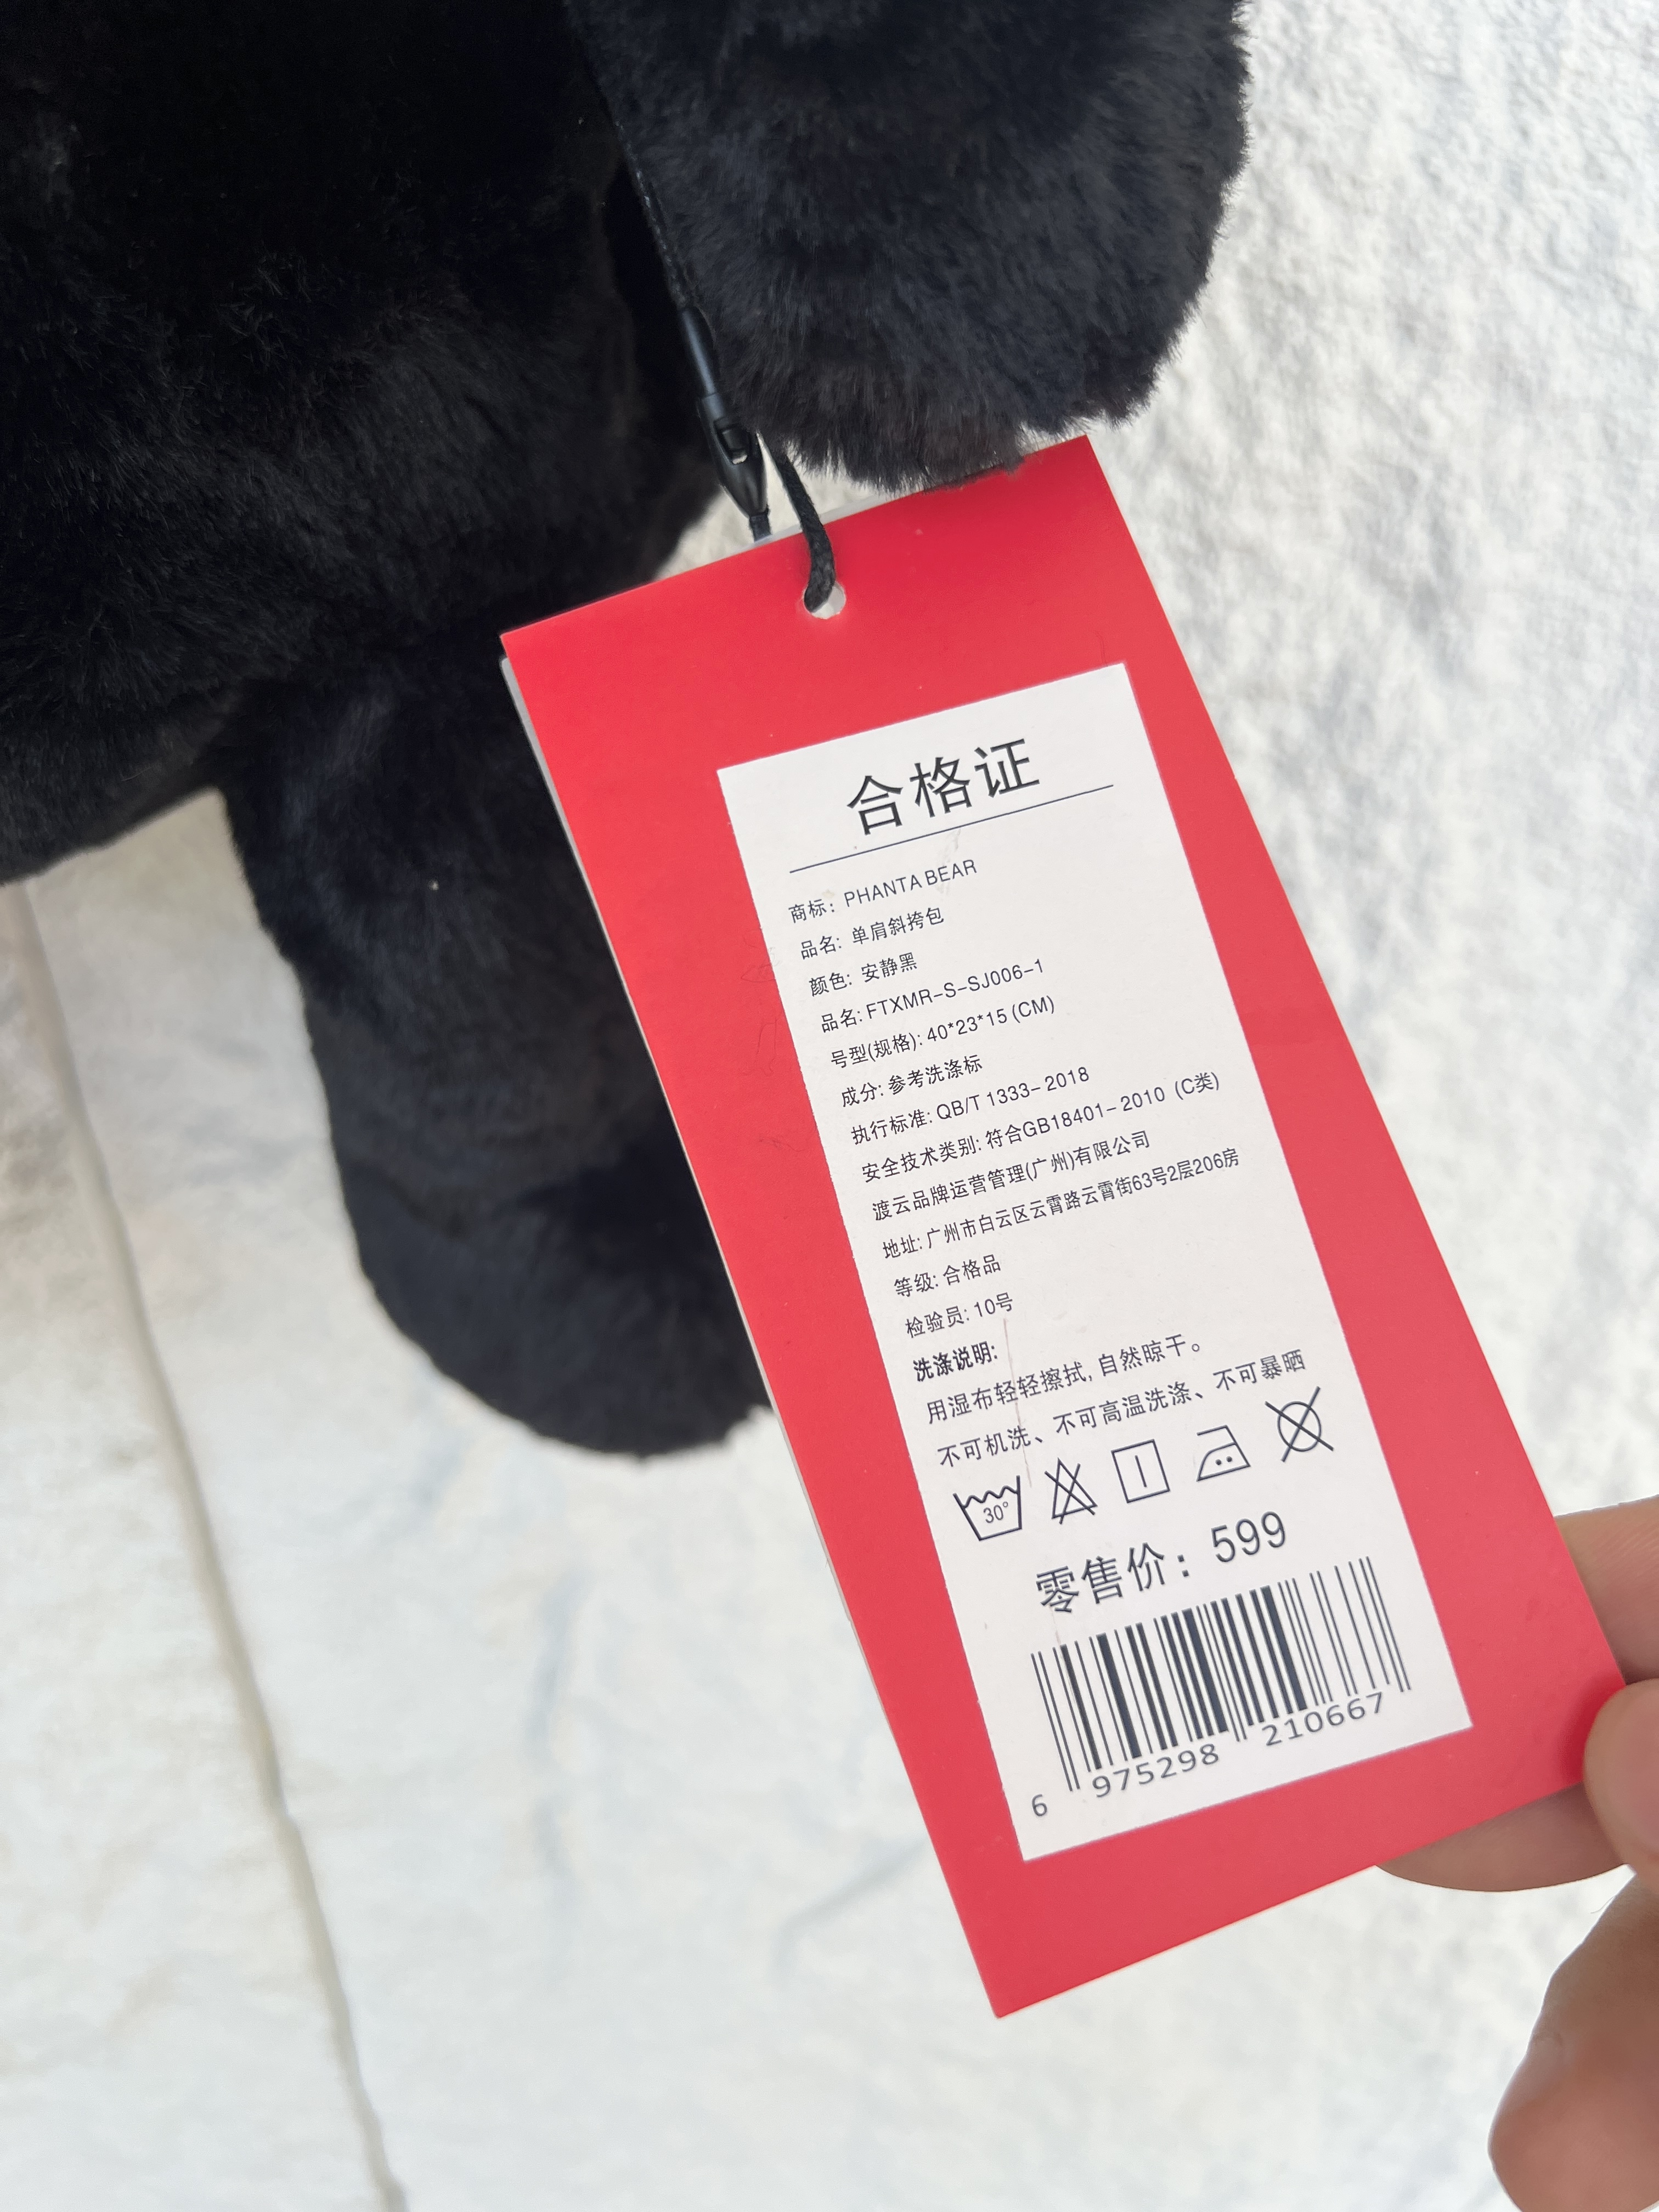 合格证
商标: PHANTA BEAR
品名: 单肩斜挎包
颜色: 安静黑
品名: FTXMR-S-SJ006-1
号型(规格): 40*23*15 (CM)
成分: 参考洗涤标
执行标准: QB/T 1333-2018
安全技术类别: 符合GB18401-2010 (C类)
渡云品牌运营管理(广州)有限公司
地址: 广州市白云区云霄路云霄街63号2层206房
等级: 合格品
检验员: 10号
洗涤说明:
用湿布轻轻擦拭, 自然晾干。
不可机洗、不可高温洗涤、不可暴晒
30°
零售价: 599
6 975298 210667